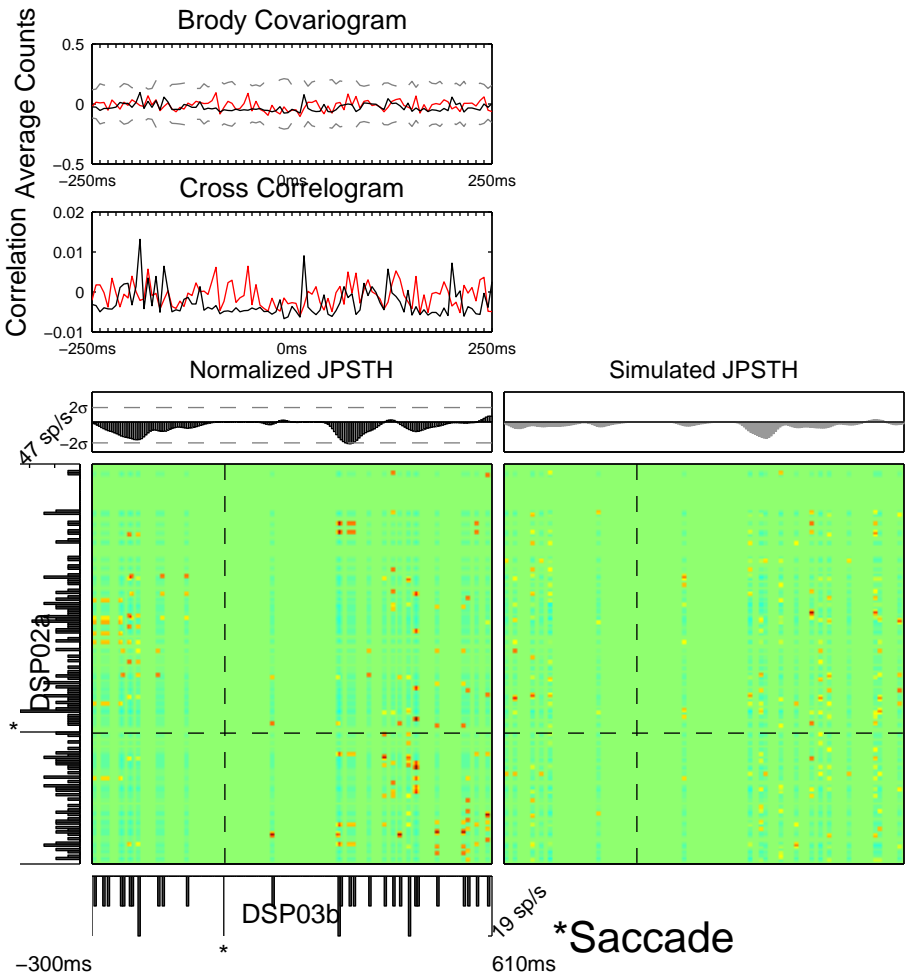 Brody Covariogram
Average Counts
0.5
0
−0.5
−250ms
0ms
250ms
Cross Correlogram
Correlation
0.02
0.01
0
−0.01
−250ms
0ms
250ms
Normalized JPSTH
Simulated JPSTH
2σ
−2σ
47 sp/s
DSP02a
*
DSP03b
19 sp/s
*
*Saccade
−300ms
610ms